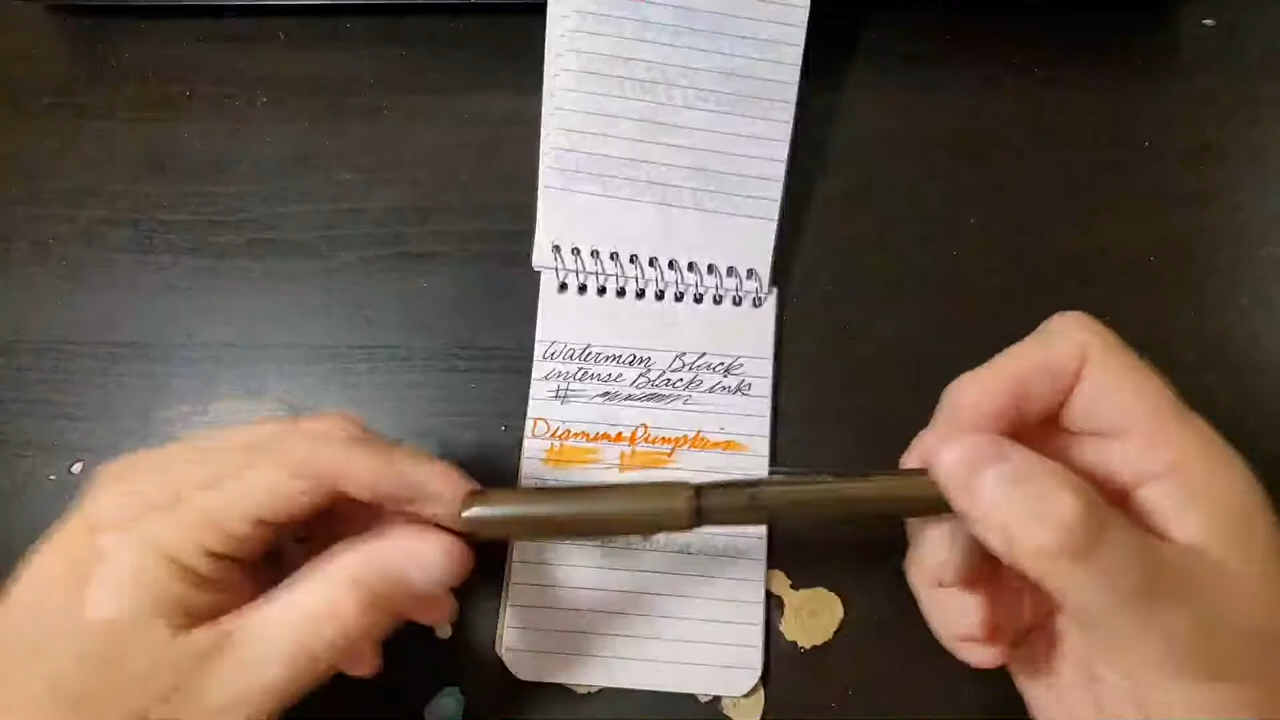 Waterman Black
intense Black ink
Diamine Pumpkin